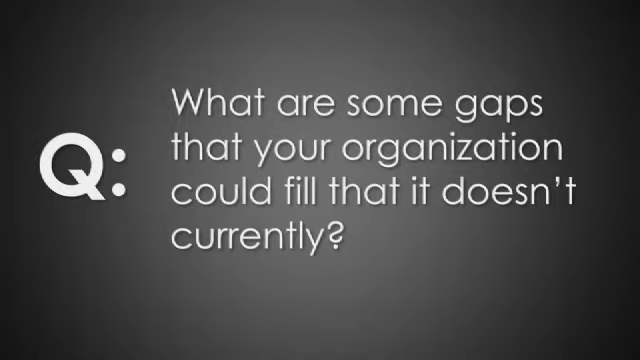 Q:
What are some gaps
that your organization
could fill that it doesn't
currently?